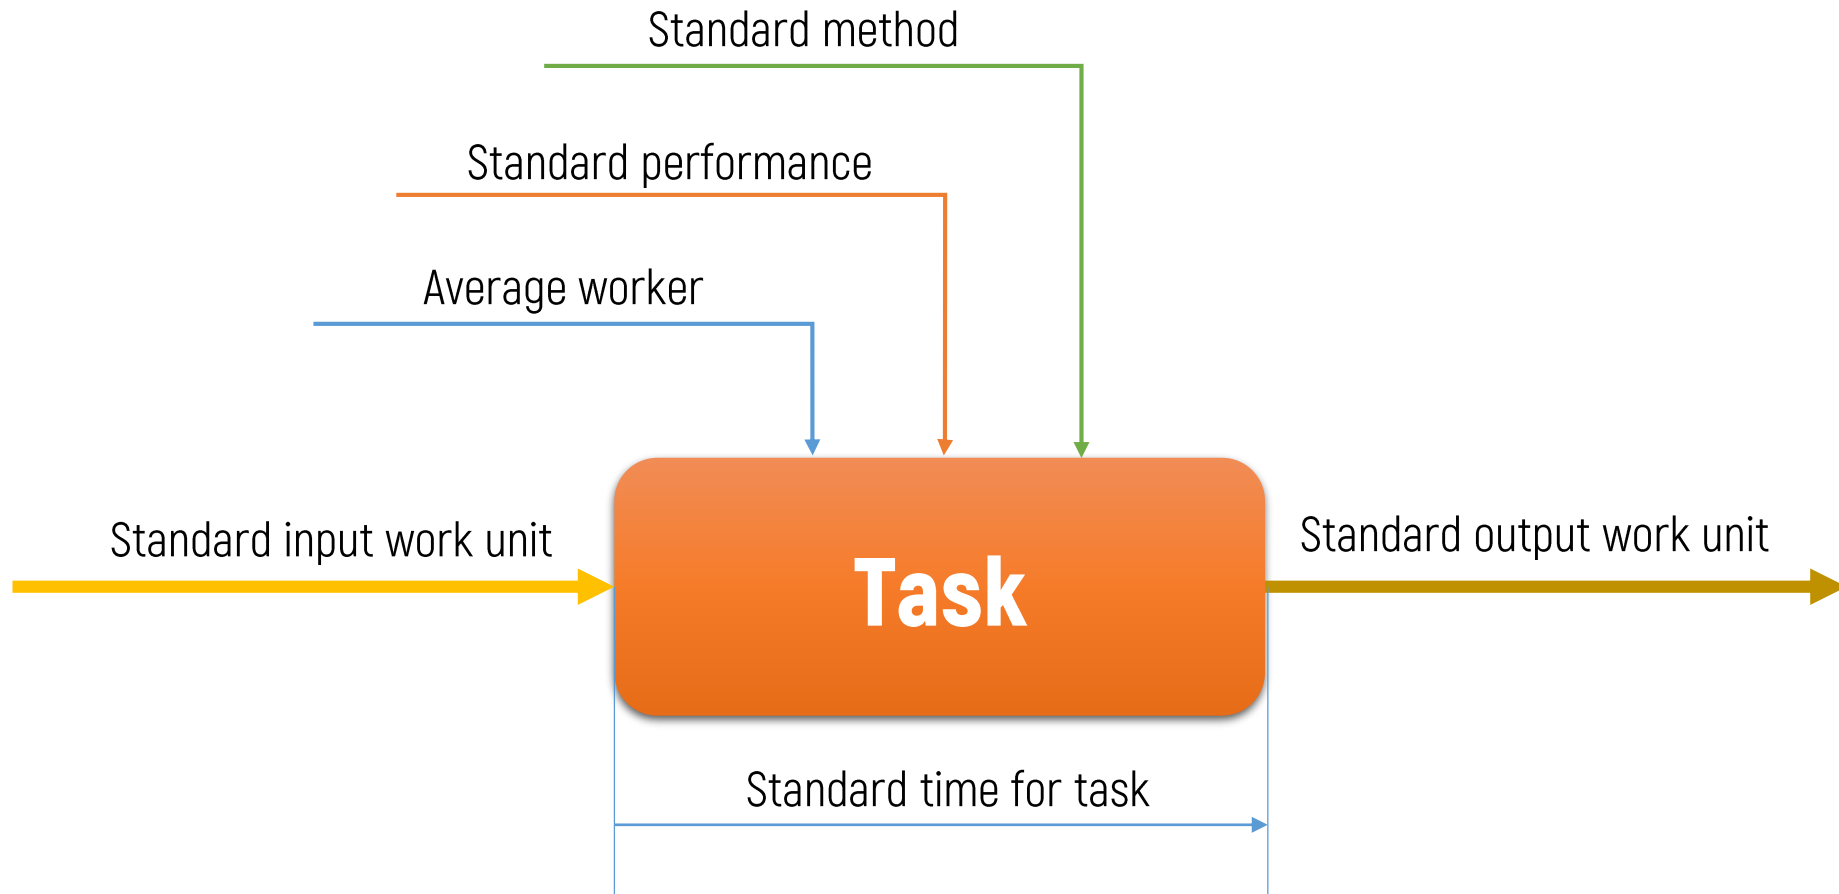 Standard method
Standard performance
Average worker
Standard input work unit
Standard output work unit
Task
Standard time for task